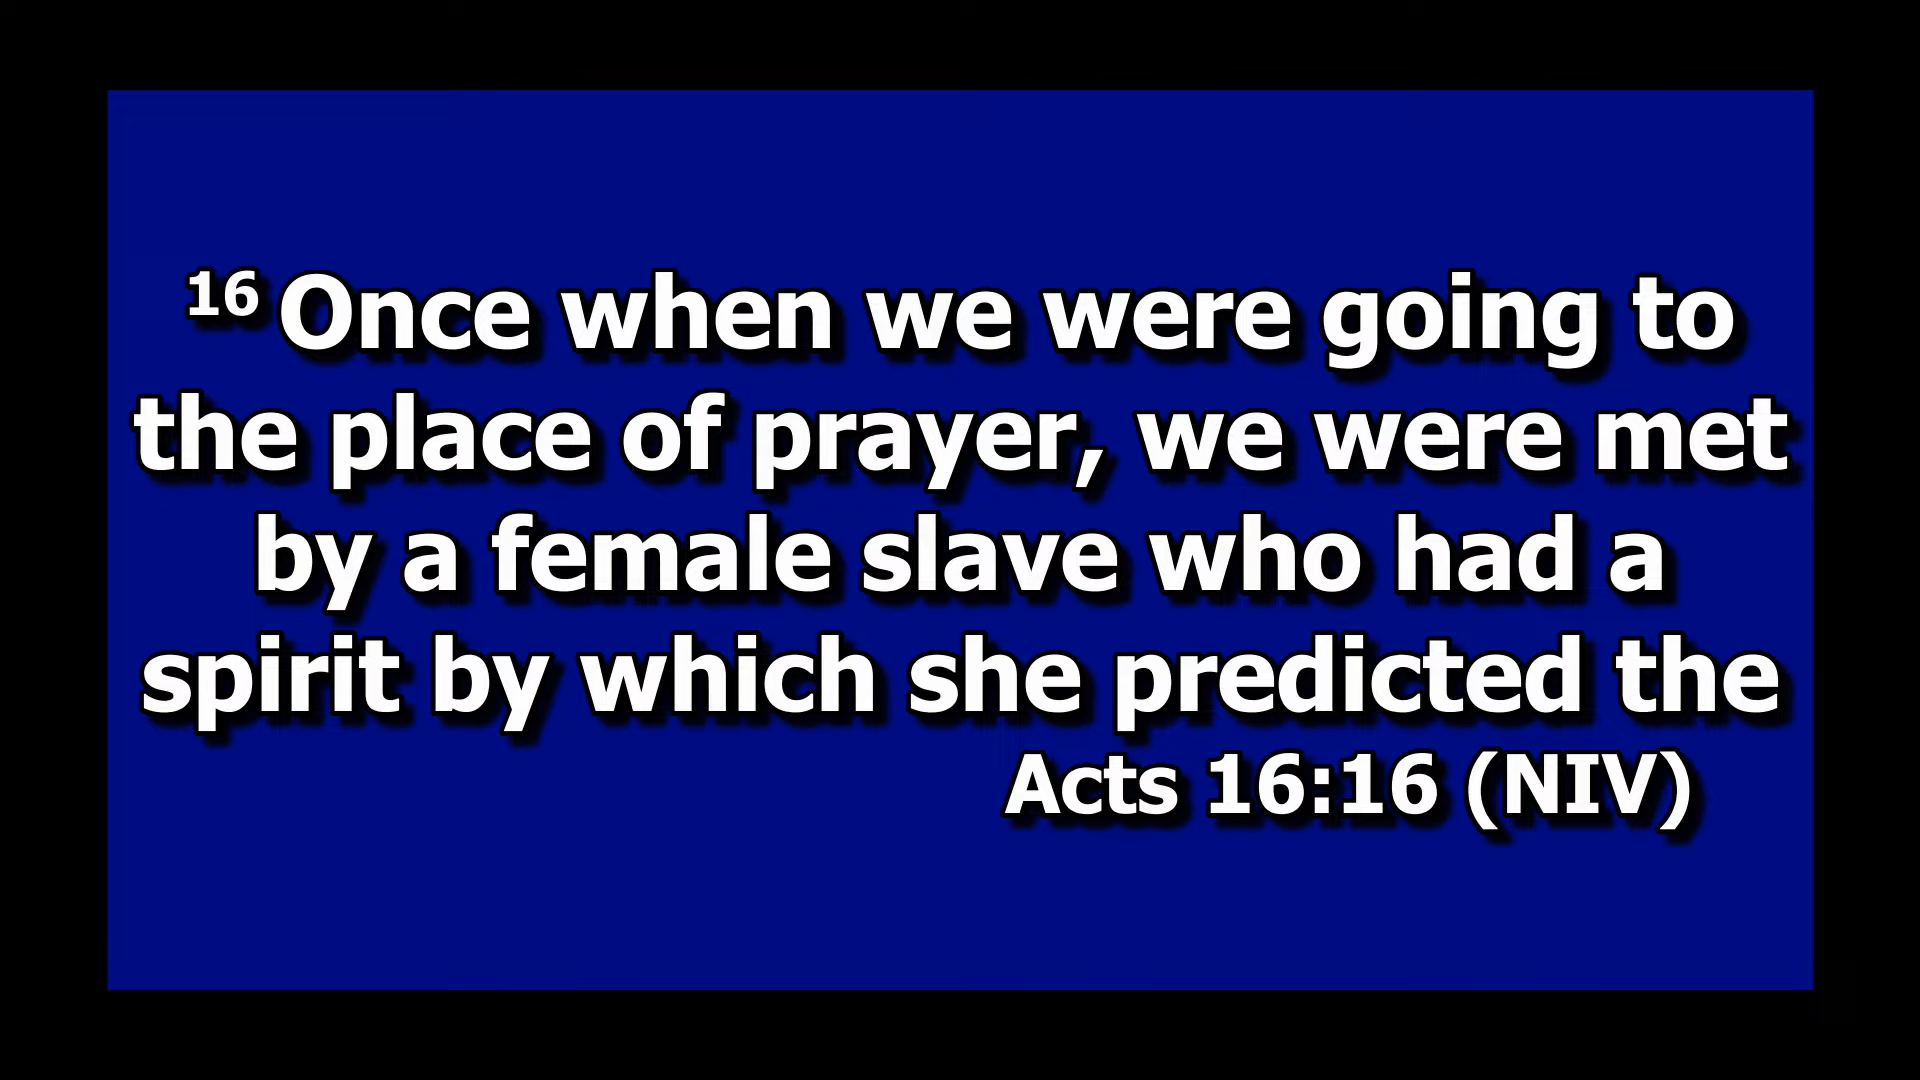 16 Once when we were going to
the place of prayer, we were met
by a female slave who had a
spirit by which she predicted the
Acts 16:16 (NIV)